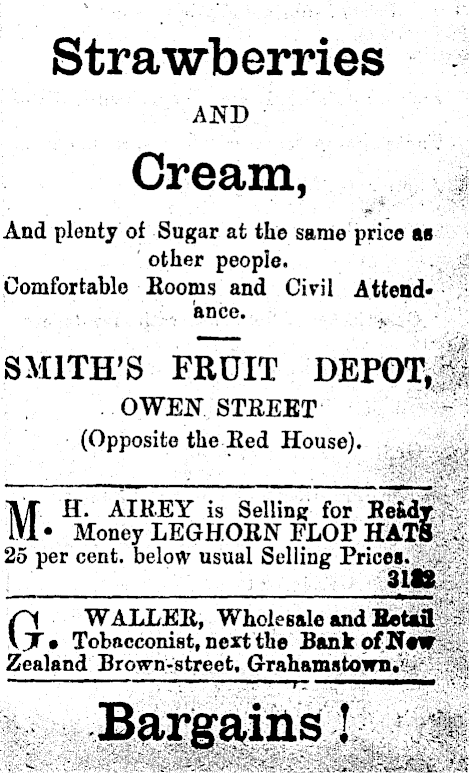 Strawberries
AND
Cream,
And plenty of Sugar at the same price as
other people.
Comfortable Rooms and Civil Attend-
ance.
SMITH'S FRUIT DEPOT,
OWEN STREET
(Opposite the Red House).
M. H. AIREY is Selling for Ready
Money LEGHORN FLOP HATS
25 per cent. below usual Selling Prices.
3182
G. WALLER, Wholesale and Retail
Tobacconist, next the Bank of New
Zealand Brown-street, Grahamstown.
Bargains!